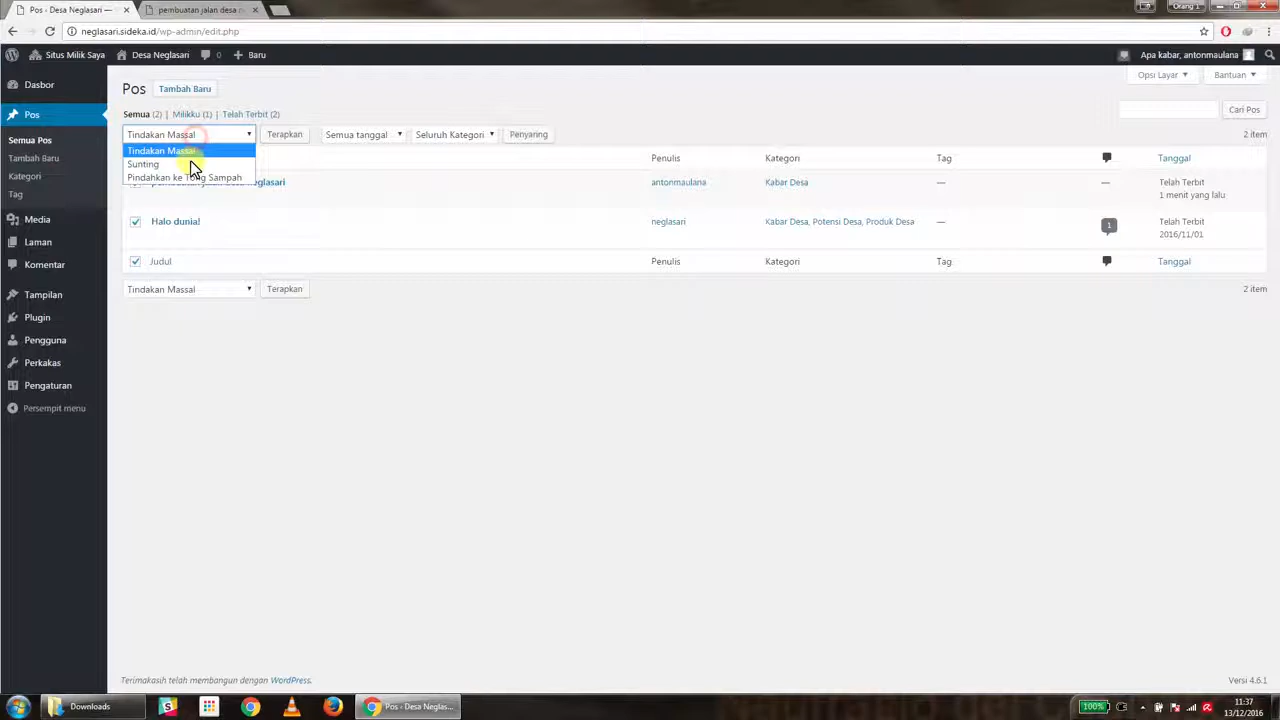 Pos ‹ Desa Neglasari —
pembuatan jalan desa n
Orang 1
neglasari.sideka.id/wp-admin/edit.php
Situs Milik Saya
Desa Neglasari
0
Baru
Apa kabar, antonmaulana
Dasbor
Pos
Semua Pos
Tambah Baru
Kategori
Tag
Media
Laman
Komentar
Tampilan
Plugin
Pengguna
Perkakas
Pengaturan
Persempit menu
Opsi Layar
Bantuan
Pos
Tambah Baru
Semua (2) | Milikku (1) | Telah Terbit (2)
Cari Pos
Tindakan Massal
Terapkan
Semua tanggal
Seluruh Kategori
Penyaring
2 item
Tindakan Massal
Sunting
Pindahkan ke Tong Sampah
Penulis
Kategori
Tag
Tanggal
neglasari
antonmaulana
Kabar Desa
—
—
Telah Terbit
1 menit yang lalu
Halo dunia!
neglasari
Kabar Desa, Potensi Desa, Produk Desa
—
1
Telah Terbit
2016/11/01
Judul
Penulis
Kategori
Tag
Tanggal
Tindakan Massal
Terapkan
2 item
Terimakasih telah membangun dengan WordPress.
Versi 4.6.1
Downloads
Pos ‹ Desa Neglas...
100%
11:37
13/12/2016